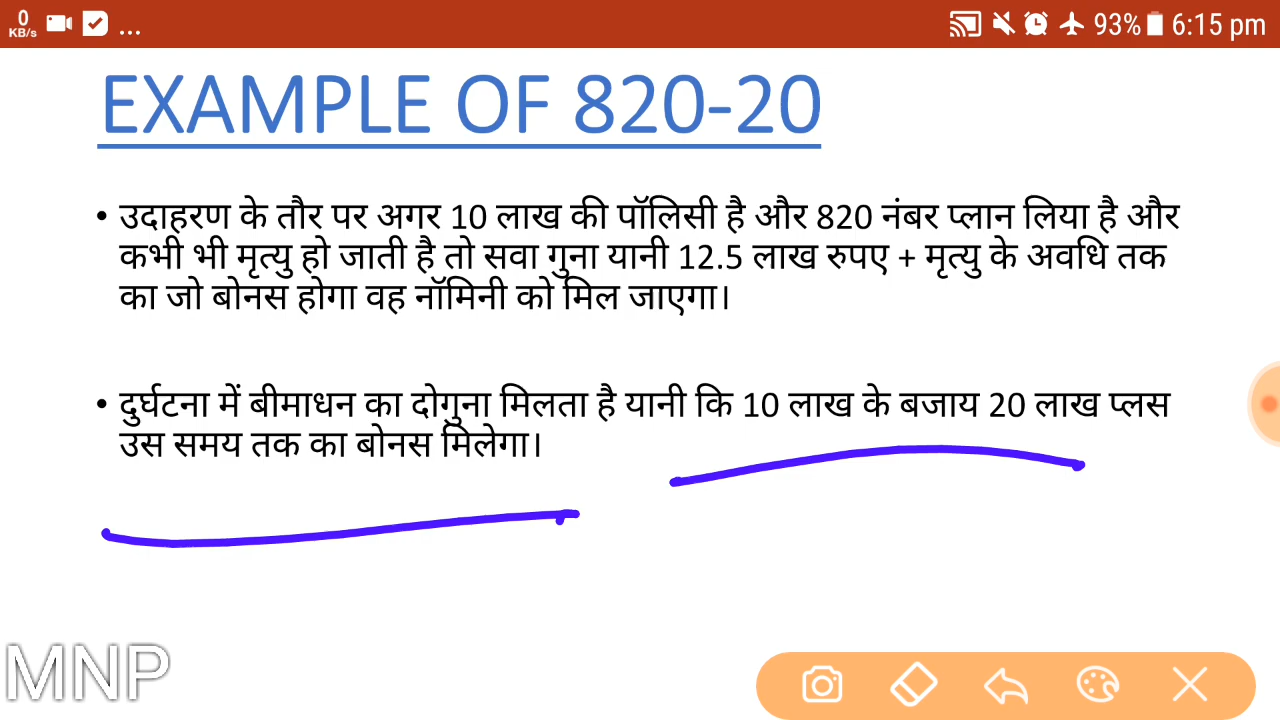 0
KB/s
...
93%
6:15 pm
EXAMPLE OF 820-20
• उदाहरण के तौर पर अगर 10 लाख की पॉलिसी है और 820 नंबर प्लान लिया है और
कभी भी मृत्यु हो जाती है तो सवा गुना यानी 12.5 लाख रुपए + मृत्यु के अवधि तक
का जो बोनस होगा वह नॉमिनी को मिल जाएगा।
• दुर्घटना में बीमाधन का दोगुना मिलता है यानी कि 10 लाख के बजाय 20 लाख प्लस
उस समय तक का बोनस मिलेगा।
MNP